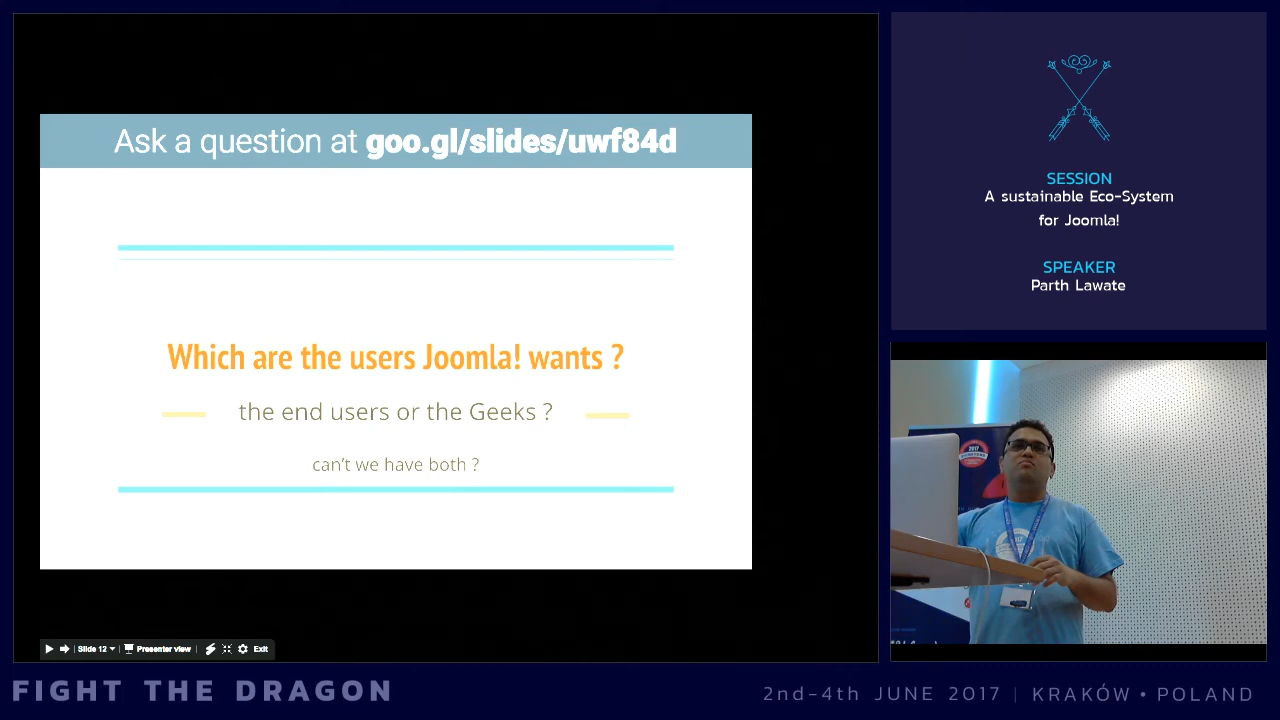 Ask a question at goo.gl/slides/uwf84d
Which are the users Joomla! wants ?
the end users or the Geeks ?
can't we have both ?
Slide 12
Presenter view
Exit
SESSION
A sustainable Eco-System
for Joomla!
SPEAKER
Parth Lawate
2017
FIGHT THE DRAGON
2nd-4th JUNE 2017 | KRAKÓW • POLAND